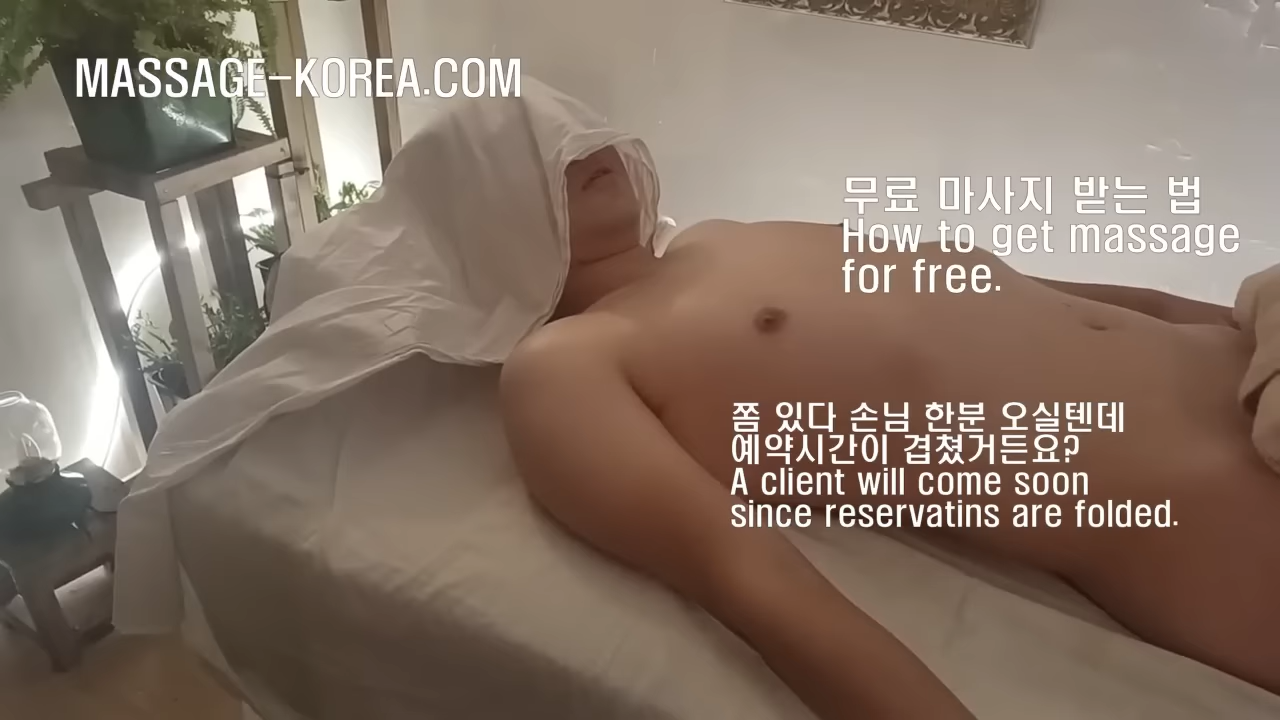 MASSAGE-KOREA.COM
무료 마사지 받는 법
How to get massage
for free.
쫌 있다 손님 한분 오실텐데
예약시간이 겹쳤거든요?
A client will come soon
since reservatins are folded.